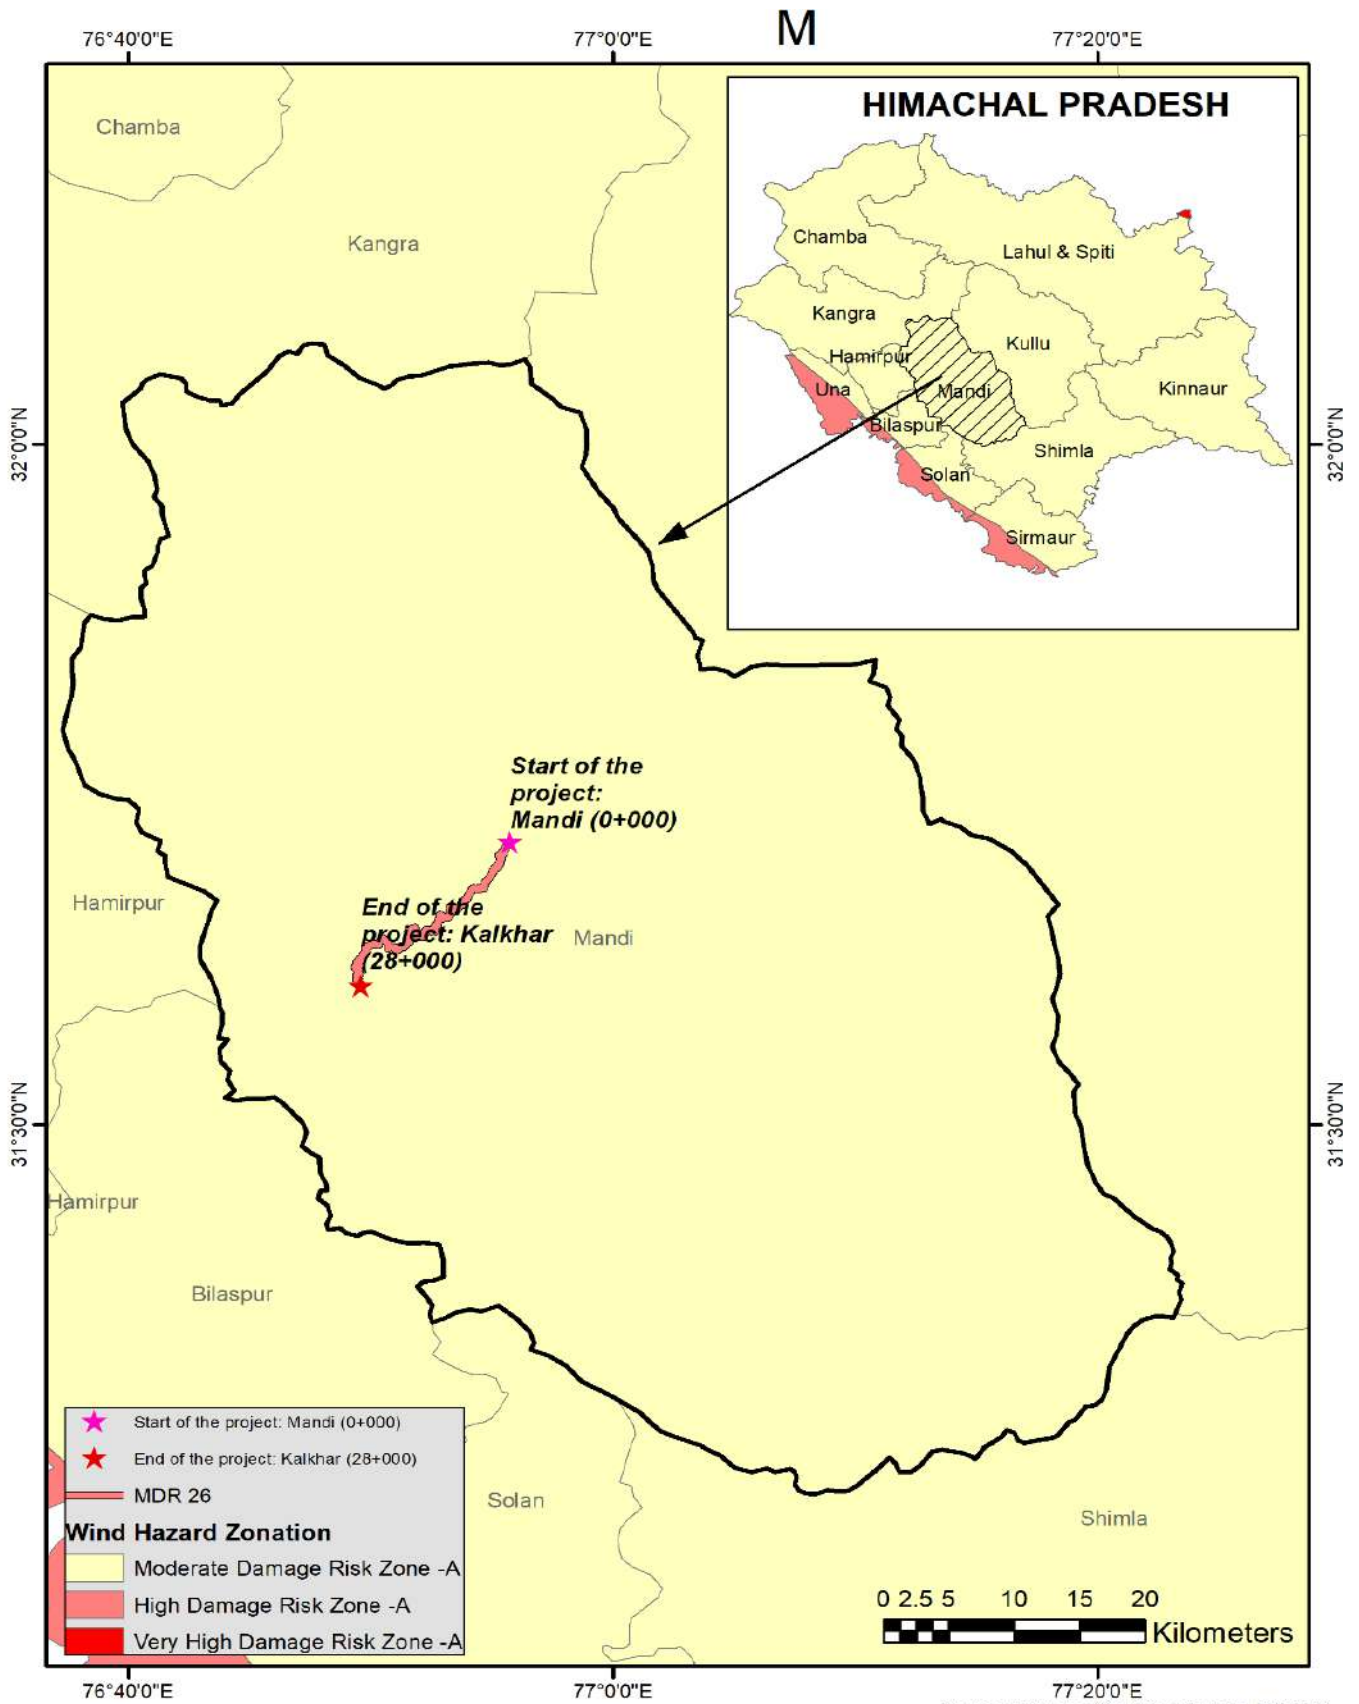 M
76°40'0"E
77°0'0"E
77°20'0"E
HIMACHAL PRADESH
Chamba
Lahul & Spiti
Kangra
Kullu
Hamirpur
Kinnaur
Una
Mandi
Bilaspur
Shimla
Solan
Sirmaur
Chamba
Kangra
32°0'0"N
32°0'0"N
Start of the
project:
Mandi (0+000)
Hamirpur
End of the
project: Kalkhar
(28+000)
Mandi
31°30'0"N
31°30'0"N
Hamirpur
Bilaspur
Solan
Shimla
Start of the project: Mandi (0+000)
End of the project: Kalkhar (28+000)
MDR 26
Wind Hazard Zonation
Moderate Damage Risk Zone -A
High Damage Risk Zone -A
Very High Damage Risk Zone -A
0 2.5 5 10 15 20
Kilometers
76°40'0"E
77°0'0"E
77°20'0"E